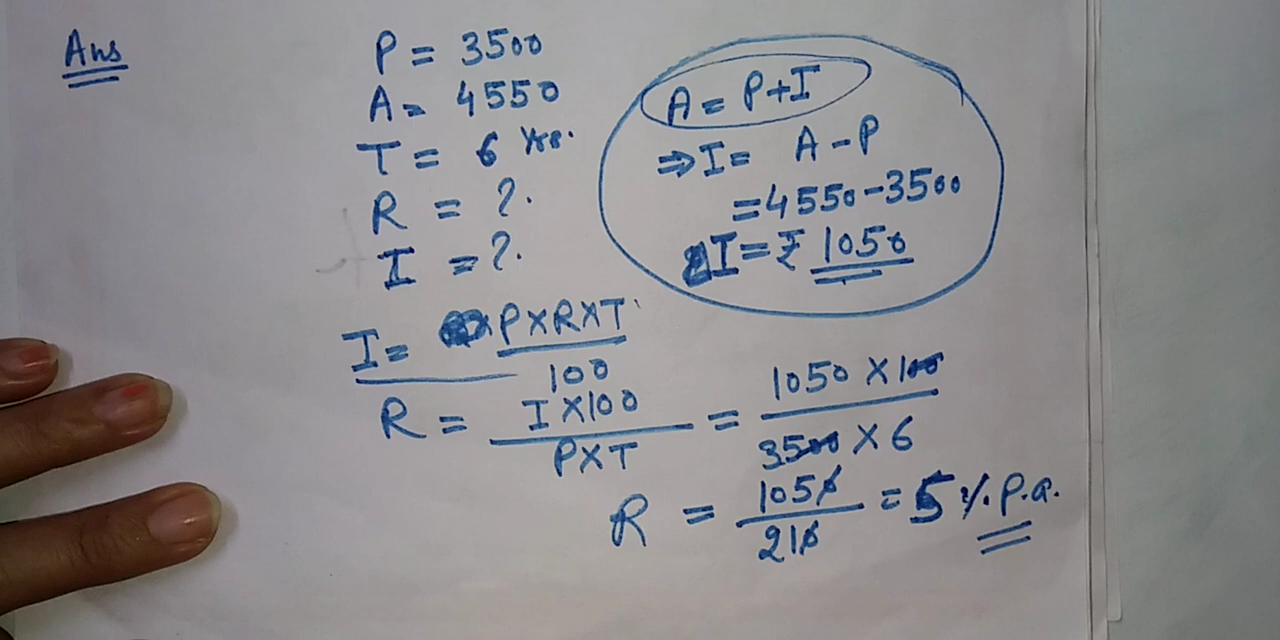 Ans
P = 3500
A = 4550
T = 6 Yrs.
R = ?.
I = ?.
A = P+I
⇒ I = A - P
= 4550-3500
I = ₹ 1050
I = P×R×T / 100
R = I×100 / P×T = 1050 × 100 / 3500 × 6
R = 1050 / 210 = 5 % p.a.